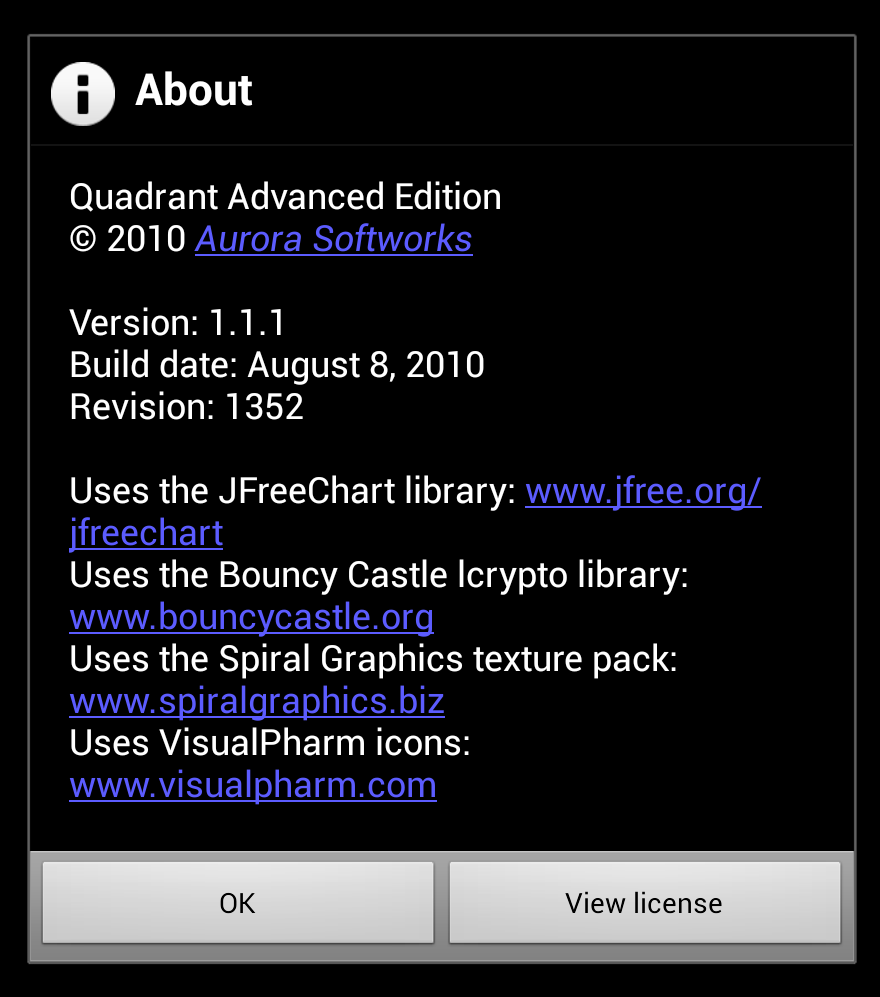 About
Quadrant Advanced Edition
© 2010 Aurora Softworks
Version: 1.1.1
Build date: August 8, 2010
Revision: 1352
Uses the JFreeChart library: www.jfree.org/
jfreechart
Uses the Bouncy Castle lcrypto library:
www.bouncycastle.org
Uses the Spiral Graphics texture pack:
www.spiralgraphics.biz
Uses VisualPharm icons:
www.visualpharm.com
OK
View license